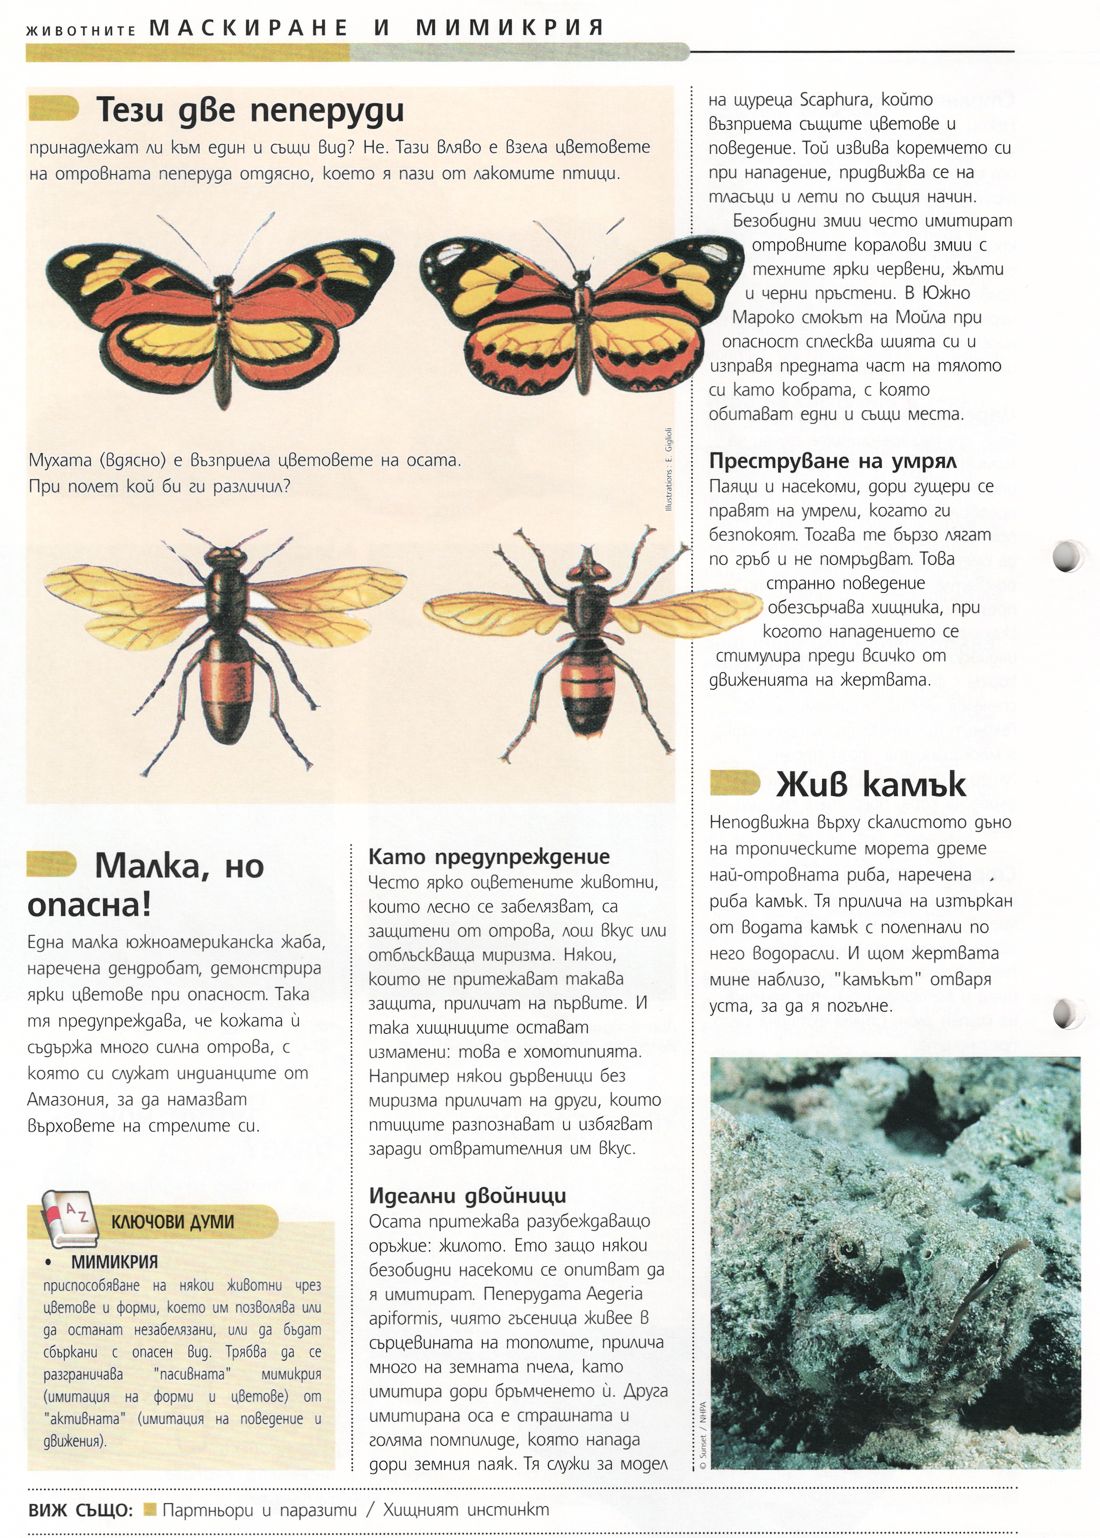 ЖИВОТНИТЕ МАСКИРАНЕ И МИМИКРИЯ
Тези две пеперуди
принадлежат ли към един и същи вид? Не. Тази вляво е взела цветовете
на отровната пеперуда отдясно, което я пази от лакомите птици.
Мухата (вдясно) е възприела цветовете на осата.
При полет кой би ги различил?
Illustrations : E. Giglioli
Малка, но
опасна!
Една малка южноамериканска жаба,
наречена дендробат, демонстрира
ярки цветове при опасност. Така
тя предупреждава, че кожата ѝ
съдържа много силна отрова, с
която си служат индианците от
Амазония, за да намазват
върховете на стрелите си.
A
Z
КЛЮЧОВИ ДУМИ
• МИМИКРИЯ
приспособяване на някои животни чрез
цветове и форми, което им позволява или
да останат незабелязани, или да бъдат
сбъркани с опасен вид. Трябва да се
разграничава "пасивната" мимикрия
(имитация на форми и цветове) от
"активната" (имитация на поведение и
движения).
Като предупреждение
Често ярко оцветените животни,
които лесно се забелязват, са
защитени от отрова, лош вкус или
отблъскваща миризма. Някои,
които не притежават такава
защита, приличат на първите. И
така хищниците остават
измамени: това е хомотипията.
Например някои дървеници без
миризма приличат на други, които
птиците разпознават и избягват
заради отвратителния им вкус.
Идеални двойници
Осата притежава разубеждаващо
оръжие: жилото. Ето защо някои
безобидни насекоми се опитват да
я имитират. Пеперудата Aegeria
apiformis, чиято гъсеница живее в
сърцевината на тополите, прилича
много на земната пчела, като
имитира дори бръмченето ѝ. Друга
имитирана оса е страшната и
голяма помпилиде, която напада
дори земния паяк. Тя служи за модел
на щуреца Scaphura, който
възприема същите цветове и
поведение. Той извива коремчето си
при нападение, придвижва се на
тласъци и лети по същия начин.
Безобидни змии често имитират
отровните коралови змии с
техните ярки червени, жълти
и черни пръстени. В Южно
Мароко смокът на Мойла при
опасност сплесква шията си и
изправя предната част на тялото
си като кобрата, с която
обитават едни и същи места.
Преструване на умрял
Паяци и насекоми, дори гущери се
правят на умрели, когато ги
безпокоят. Тогава те бързо лягат
по гръб и не помръдват. Това
странно поведение
обезсърчава хищника, при
когото нападението се
стимулира преди всичко от
движенията на жертвата.
Жив камък
Неподвижна върху скалистото дъно
на тропическите морета дреме
най-отровната риба, наречена
риба камък. Тя прилича на изтъркан
от водата камък с полепнали по
него водорасли. И щом жертвата
мине наблизо, "камъкът" отваря
уста, за да я погълне.
© Sunset / NHPA
ВИЖ СЪЩО: Партньори и паразити / Хищният инстинкт